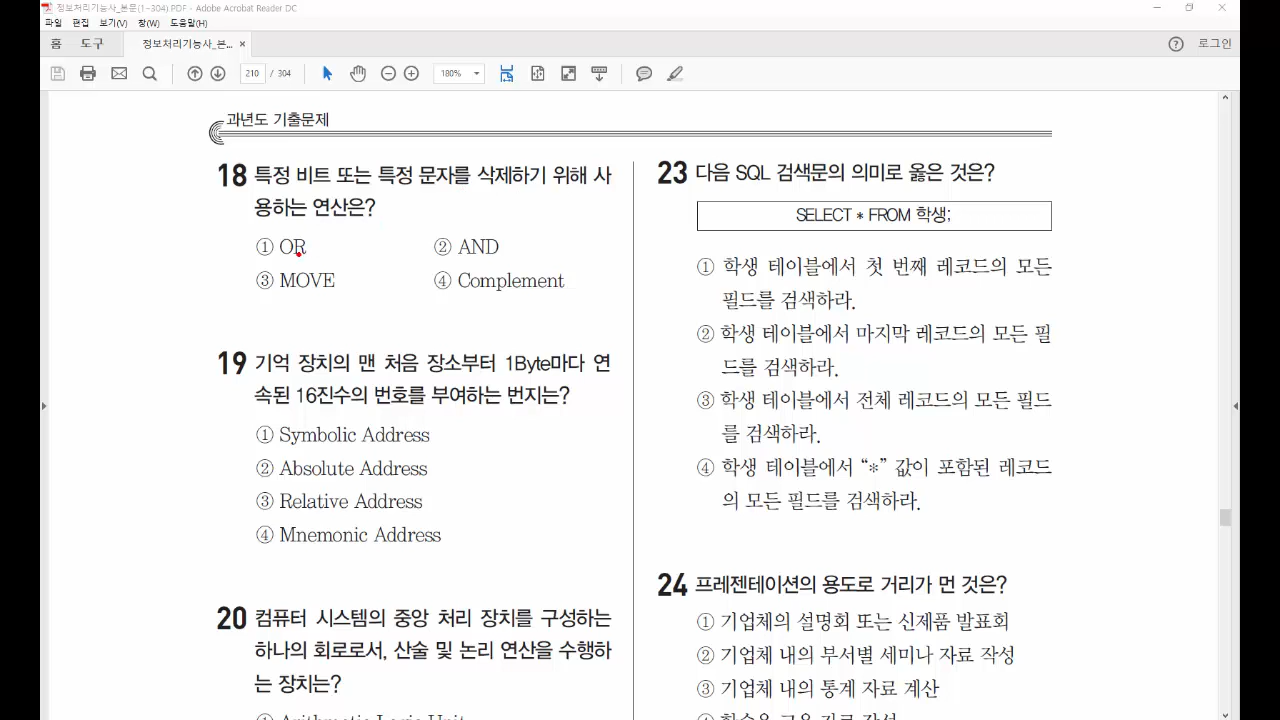 정보처리기능사_본문(1~304).PDF - Adobe Acrobat Reader DC
파일 편집 보기(V) 창(W) 도움말(H)
홈 도구 정보처리기능사_본... × ? 로그인
210 / 304 180%
과년도 기출문제
18 특정 비트 또는 특정 문자를 삭제하기 위해 사
용하는 연산은?
① OR ② AND
③ MOVE ④ Complement
19 기억 장치의 맨 처음 장소부터 1Byte마다 연
속된 16진수의 번호를 부여하는 번지는?
① Symbolic Address
② Absolute Address
③ Relative Address
④ Mnemonic Address
20 컴퓨터 시스템의 중앙 처리 장치를 구성하는
하나의 회로로서, 산술 및 논리 연산을 수행하
는 장치는?
① Arithmetic Logic Unit
23 다음 SQL 검색문의 의미로 옳은 것은?
SELECT * FROM 학생;
① 학생 테이블에서 첫 번째 레코드의 모든
필드를 검색하라.
② 학생 테이블에서 마지막 레코드의 모든 필
드를 검색하라.
③ 학생 테이블에서 전체 레코드의 모든 필드
를 검색하라.
④ 학생 테이블에서 “*” 값이 포함된 레코드
의 모든 필드를 검색하라.
24 프레젠테이션의 용도로 거리가 먼 것은?
① 기업체의 설명회 또는 신제품 발표회
② 기업체 내의 부서별 세미나 자료 작성
③ 기업체 내의 통계 자료 계산